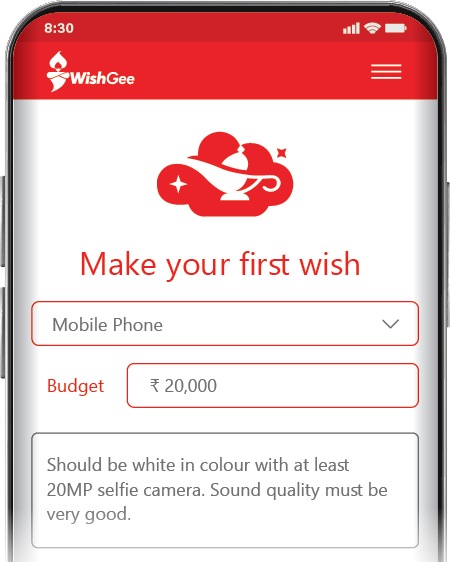 8:30
WishGee
Make your first wish
Mobile Phone
Budget
₹ 20,000
Should be white in colour with at least
20MP selfie camera. Sound quality must be
very good.